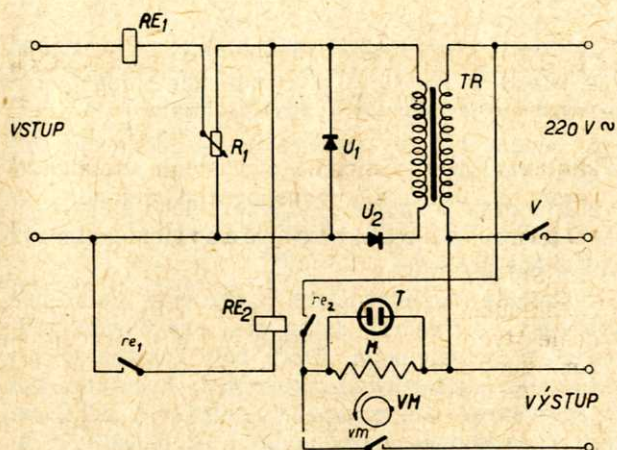 RE1
TR
VSTUP
R1
U1
220 V ~
U2
V
RE2
re2
T
re1
M
VM
VÝSTUP
vm